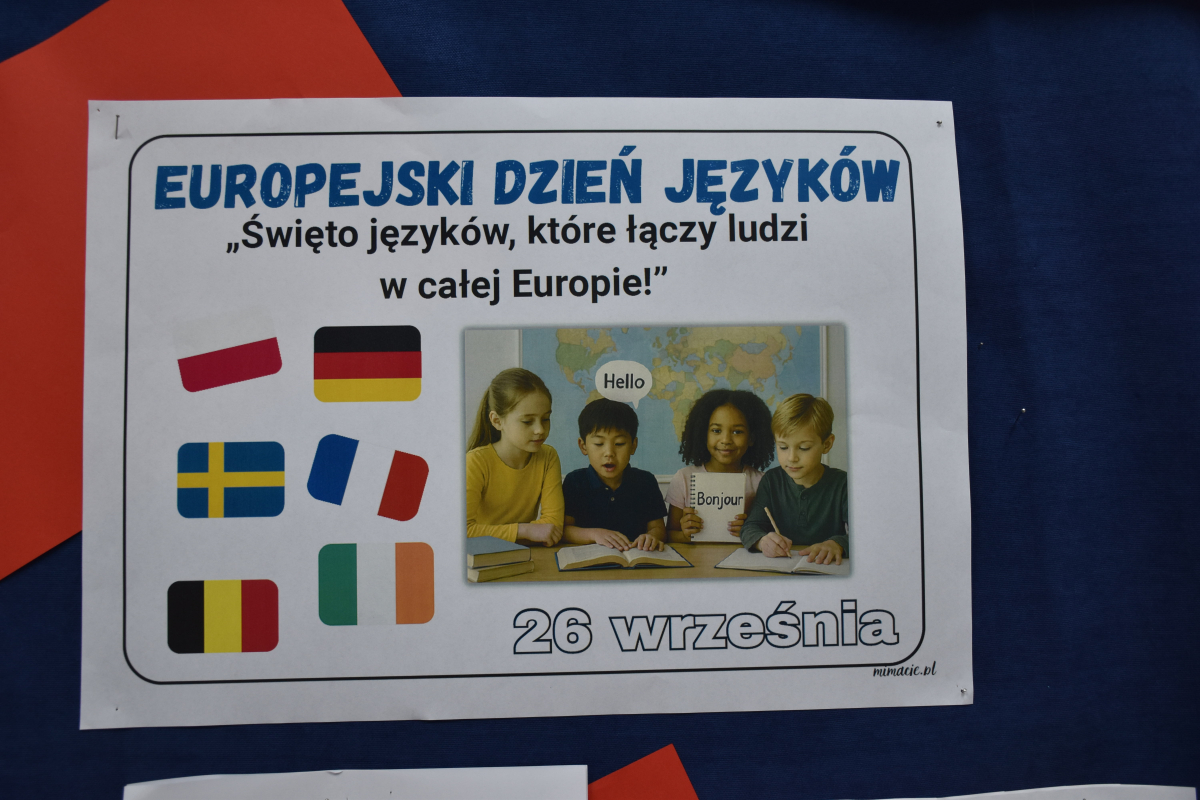 EUROPEJSKI DZIEŃ JĘZYKÓW
„Święto języków, które łączy ludzi
w całej Europie!”
Hello
Bonjour
26 września
mimacie.pl